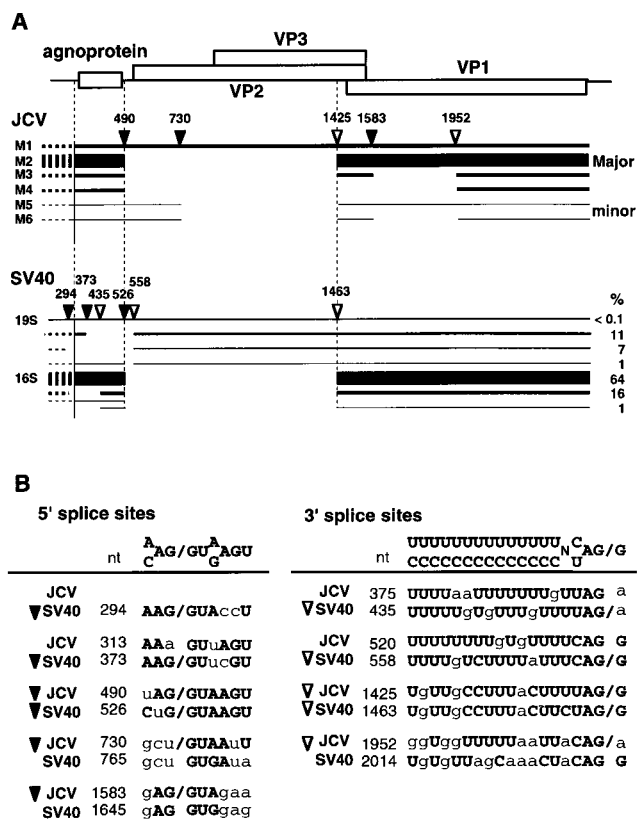 A
VP3
agnoprotein
VP2
VP1
JCV 490 730 1425 1583 1952
M1
M2 Major
M3
M4
M5 minor
M6
SV40 373 558
294 435 526 1463 %
19S < 0.1
11
7
1
16S 64
16
1
B
5' splice sites
nt A/C AG/GU A/G AGU
JCV
SV40 294 AAG/GUAccU
JCV 313 AAa GUuAGU
SV40 373 AAG/GUucGU
JCV 490 uAG/GUAAGU
SV40 526 CuG/GUAAGU
JCV 730 gcu/GUAAuU
SV40 765 gcu GUGAua
JCV 1583 gAG/GUAgaa
SV40 1645 gAG GUGgag
3' splice sites
UUUUUUUUUUUUUU C
nt N AG/G
CCCCCCCCCCCCCC U
JCV 375 UUUUaaUUUUUUUgUUAG a
SV40 435 UUUUUgUgUUUgUUUUAG/a
JCV 520 UUUUUUUUgUgUUUUCAG G
SV40 558 UUUUgUCUUUUaUUUCAG/G
JCV 1425 UgUUgCCUUUaCUUUUAG/G
SV40 1463 UgUUgCCUUUaCUUCUAG/G
JCV 1952 ggUggUUUUUaaUUaCAG/a
SV40 2014 UgUgUUagCaaaCUaCAG G